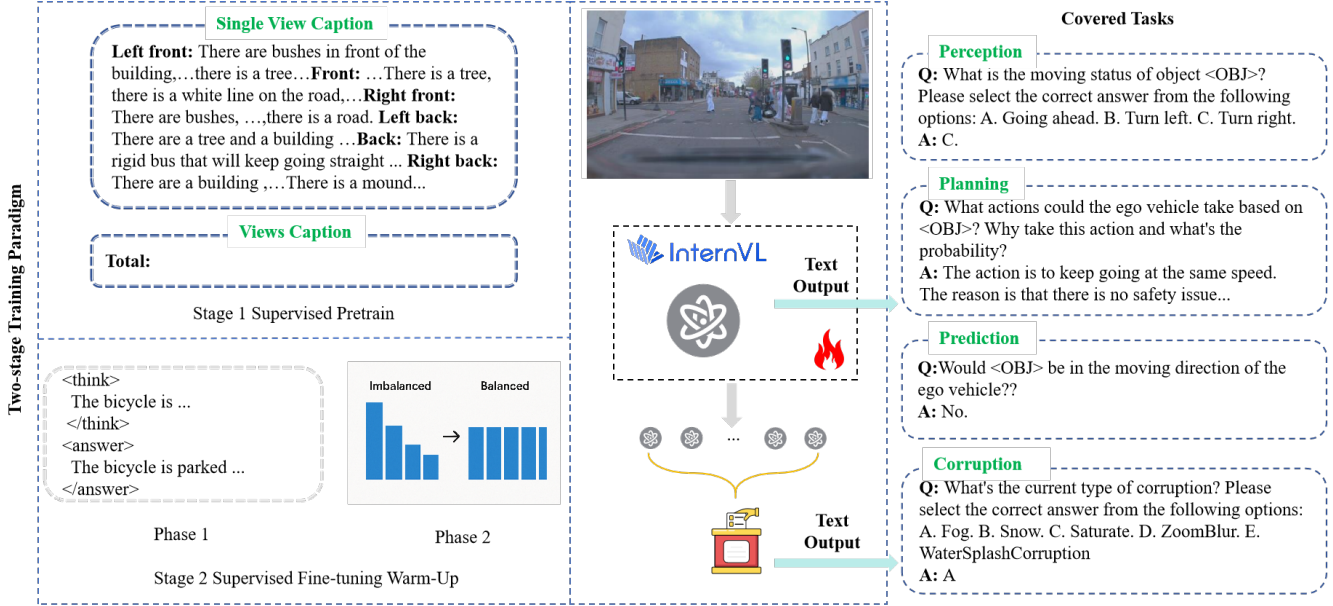 Two-stage Training Paradigm
Single View Caption
Left front: There are bushes in front of the
building,…there is a tree…Front: …There is a tree,
there is a white line on the road,…Right front:
There are bushes, …,there is a road. Left back:
There are a tree and a building …Back: There is a
rigid bus that will keep going straight ... Right back:
There are a building ,…There is a mound...
Views Caption
Total:
Stage 1 Supervised Pretrain
<think>
The bicycle is ...
</think>
<answer>
The bicycle is parked ...
</answer>
Phase 1
Imbalanced
Balanced
Phase 2
Stage 2 Supervised Fine-tuning Warm-Up
InternVL
Text
Output
...
Text
Output
Covered Tasks
Perception
Q: What is the moving status of object <OBJ>?
Please select the correct answer from the following
options: A. Going ahead. B. Turn left. C. Turn right.
A: C.
Planning
Q: What actions could the ego vehicle take based on
<OBJ>? Why take this action and what's the
probability?
A: The action is to keep going at the same speed.
The reason is that there is no safety issue...
Prediction
Q:Would <OBJ> be in the moving direction of the
ego vehicle??
A: No.
Corruption
Q: What's the current type of corruption? Please
select the correct answer from the following options:
A. Fog. B. Snow. C. Saturate. D. ZoomBlur. E.
WaterSplashCorruption
A: A